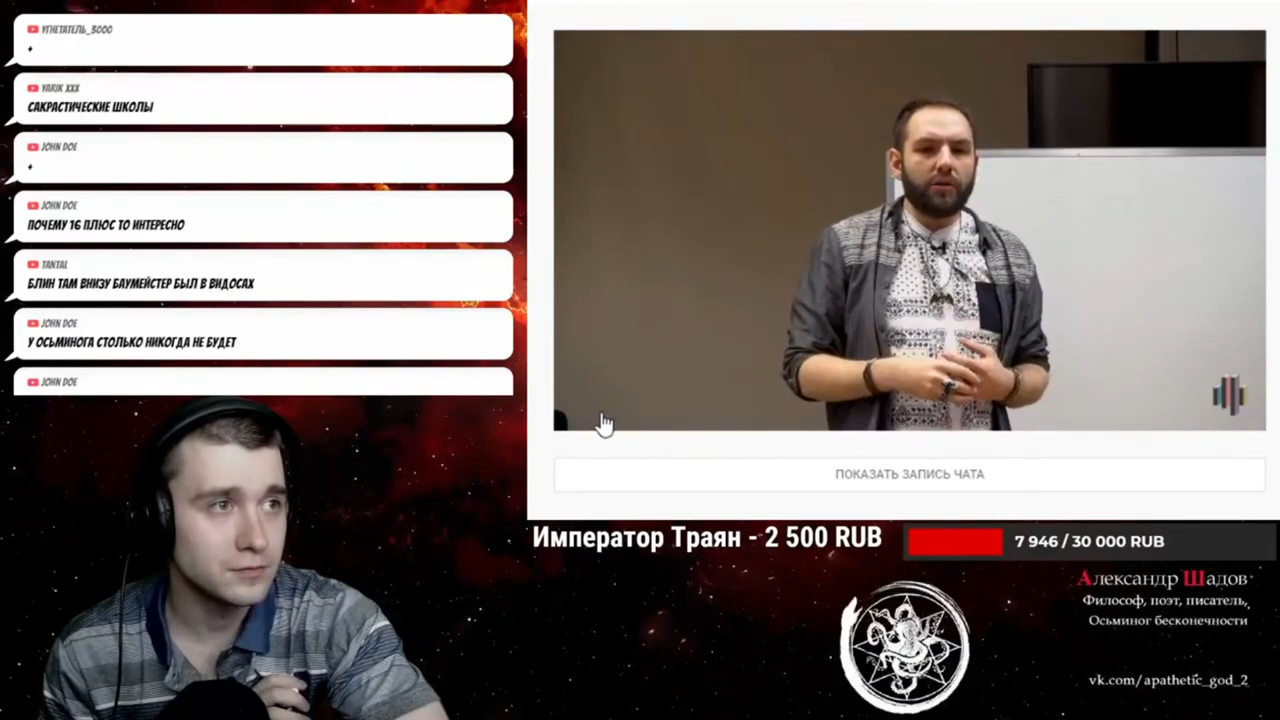 УГНЕТАТЕЛЬ_3000
+
YARIK XXX
САКРАСТИЧЕСКИЕ ШКОЛЫ
JOHN DOE
+
JOHN DOE
ПОЧЕМУ 16 ПЛЮС ТО ИНТЕРЕСНО
TANTAL
БЛИН ТАМ ВНИЗУ БАУМЕЙСТЕР БЫЛ В ВИДОСАХ
JOHN DOE
У ОСЬМИНОГА СТОЛЬКО НИКОГДА НЕ БУДЕТ
JOHN DOE
ПОКАЗАТЬ ЗАПИСЬ ЧАТА
Император Траян - 2 500 RUB
7 946 / 30 000 RUB
Александр Шадов
Философ, поэт, писатель,
Осьминог бесконечности
vk.com/apathetic_god_2